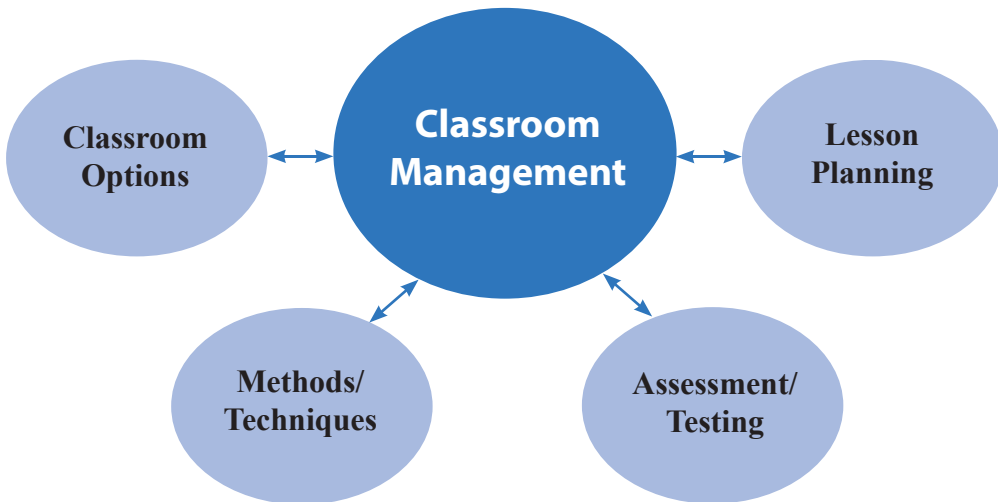 Classroom
Management
Classroom
Options
Lesson
Planning
Methods/
Techniques
Assessment/
Testing